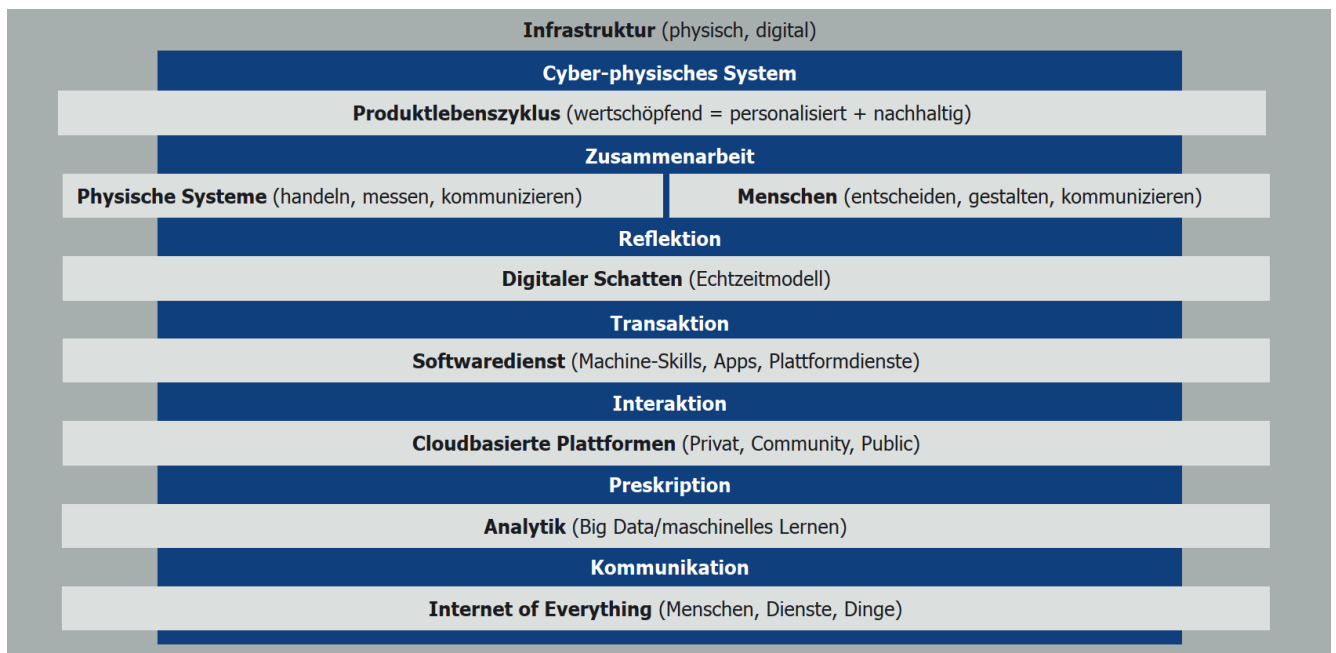 Infrastruktur (physisch, digital)
Cyber-physisches System
Produktlebenszyklus (wertschöpfend = personalisiert + nachhaltig)
Zusammenarbeit
Physische Systeme (handeln, messen, kommunizieren)
Menschen (entscheiden, gestalten, kommunizieren)
Reflektion
Digitaler Schatten (Echtzeitmodell)
Transaktion
Softwaredienst (Machine-Skills, Apps, Plattformdienste)
Interaktion
Cloudbasierte Plattformen (Privat, Community, Public)
Preskription
Analytik (Big Data/maschinelles Lernen)
Kommunikation
Internet of Everything (Menschen, Dienste, Dinge)